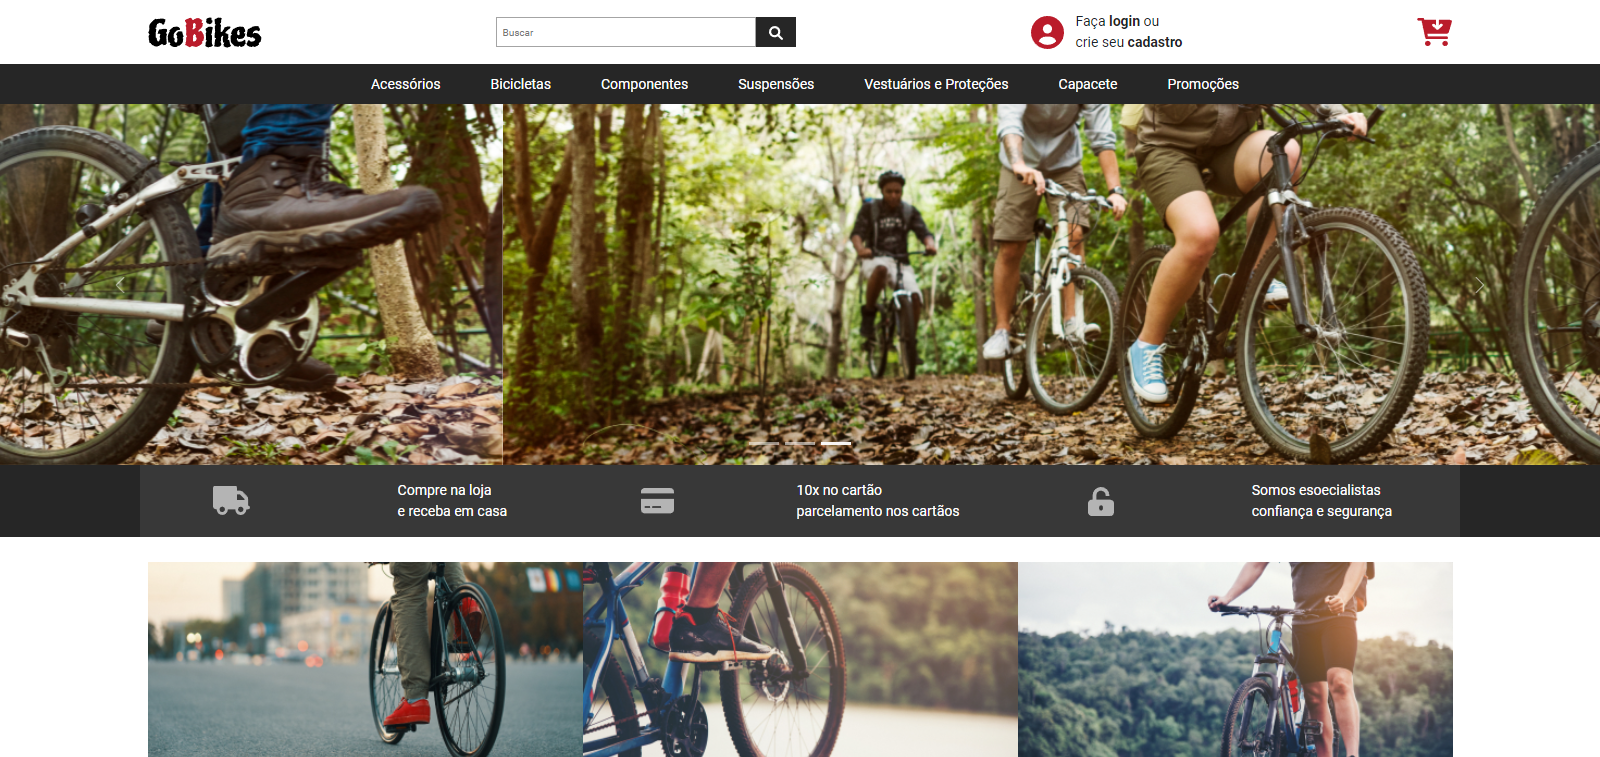 GoBikes
Buscar
Faça login ou
crie seu cadastro
Acessórios Bicicletas Componentes Suspensões Vestuários e Proteções Capacete Promoções
Compre na loja
e receba em casa
10x no cartão
parcelamento nos cartãos
Somos esoecialistas
confiança e segurança